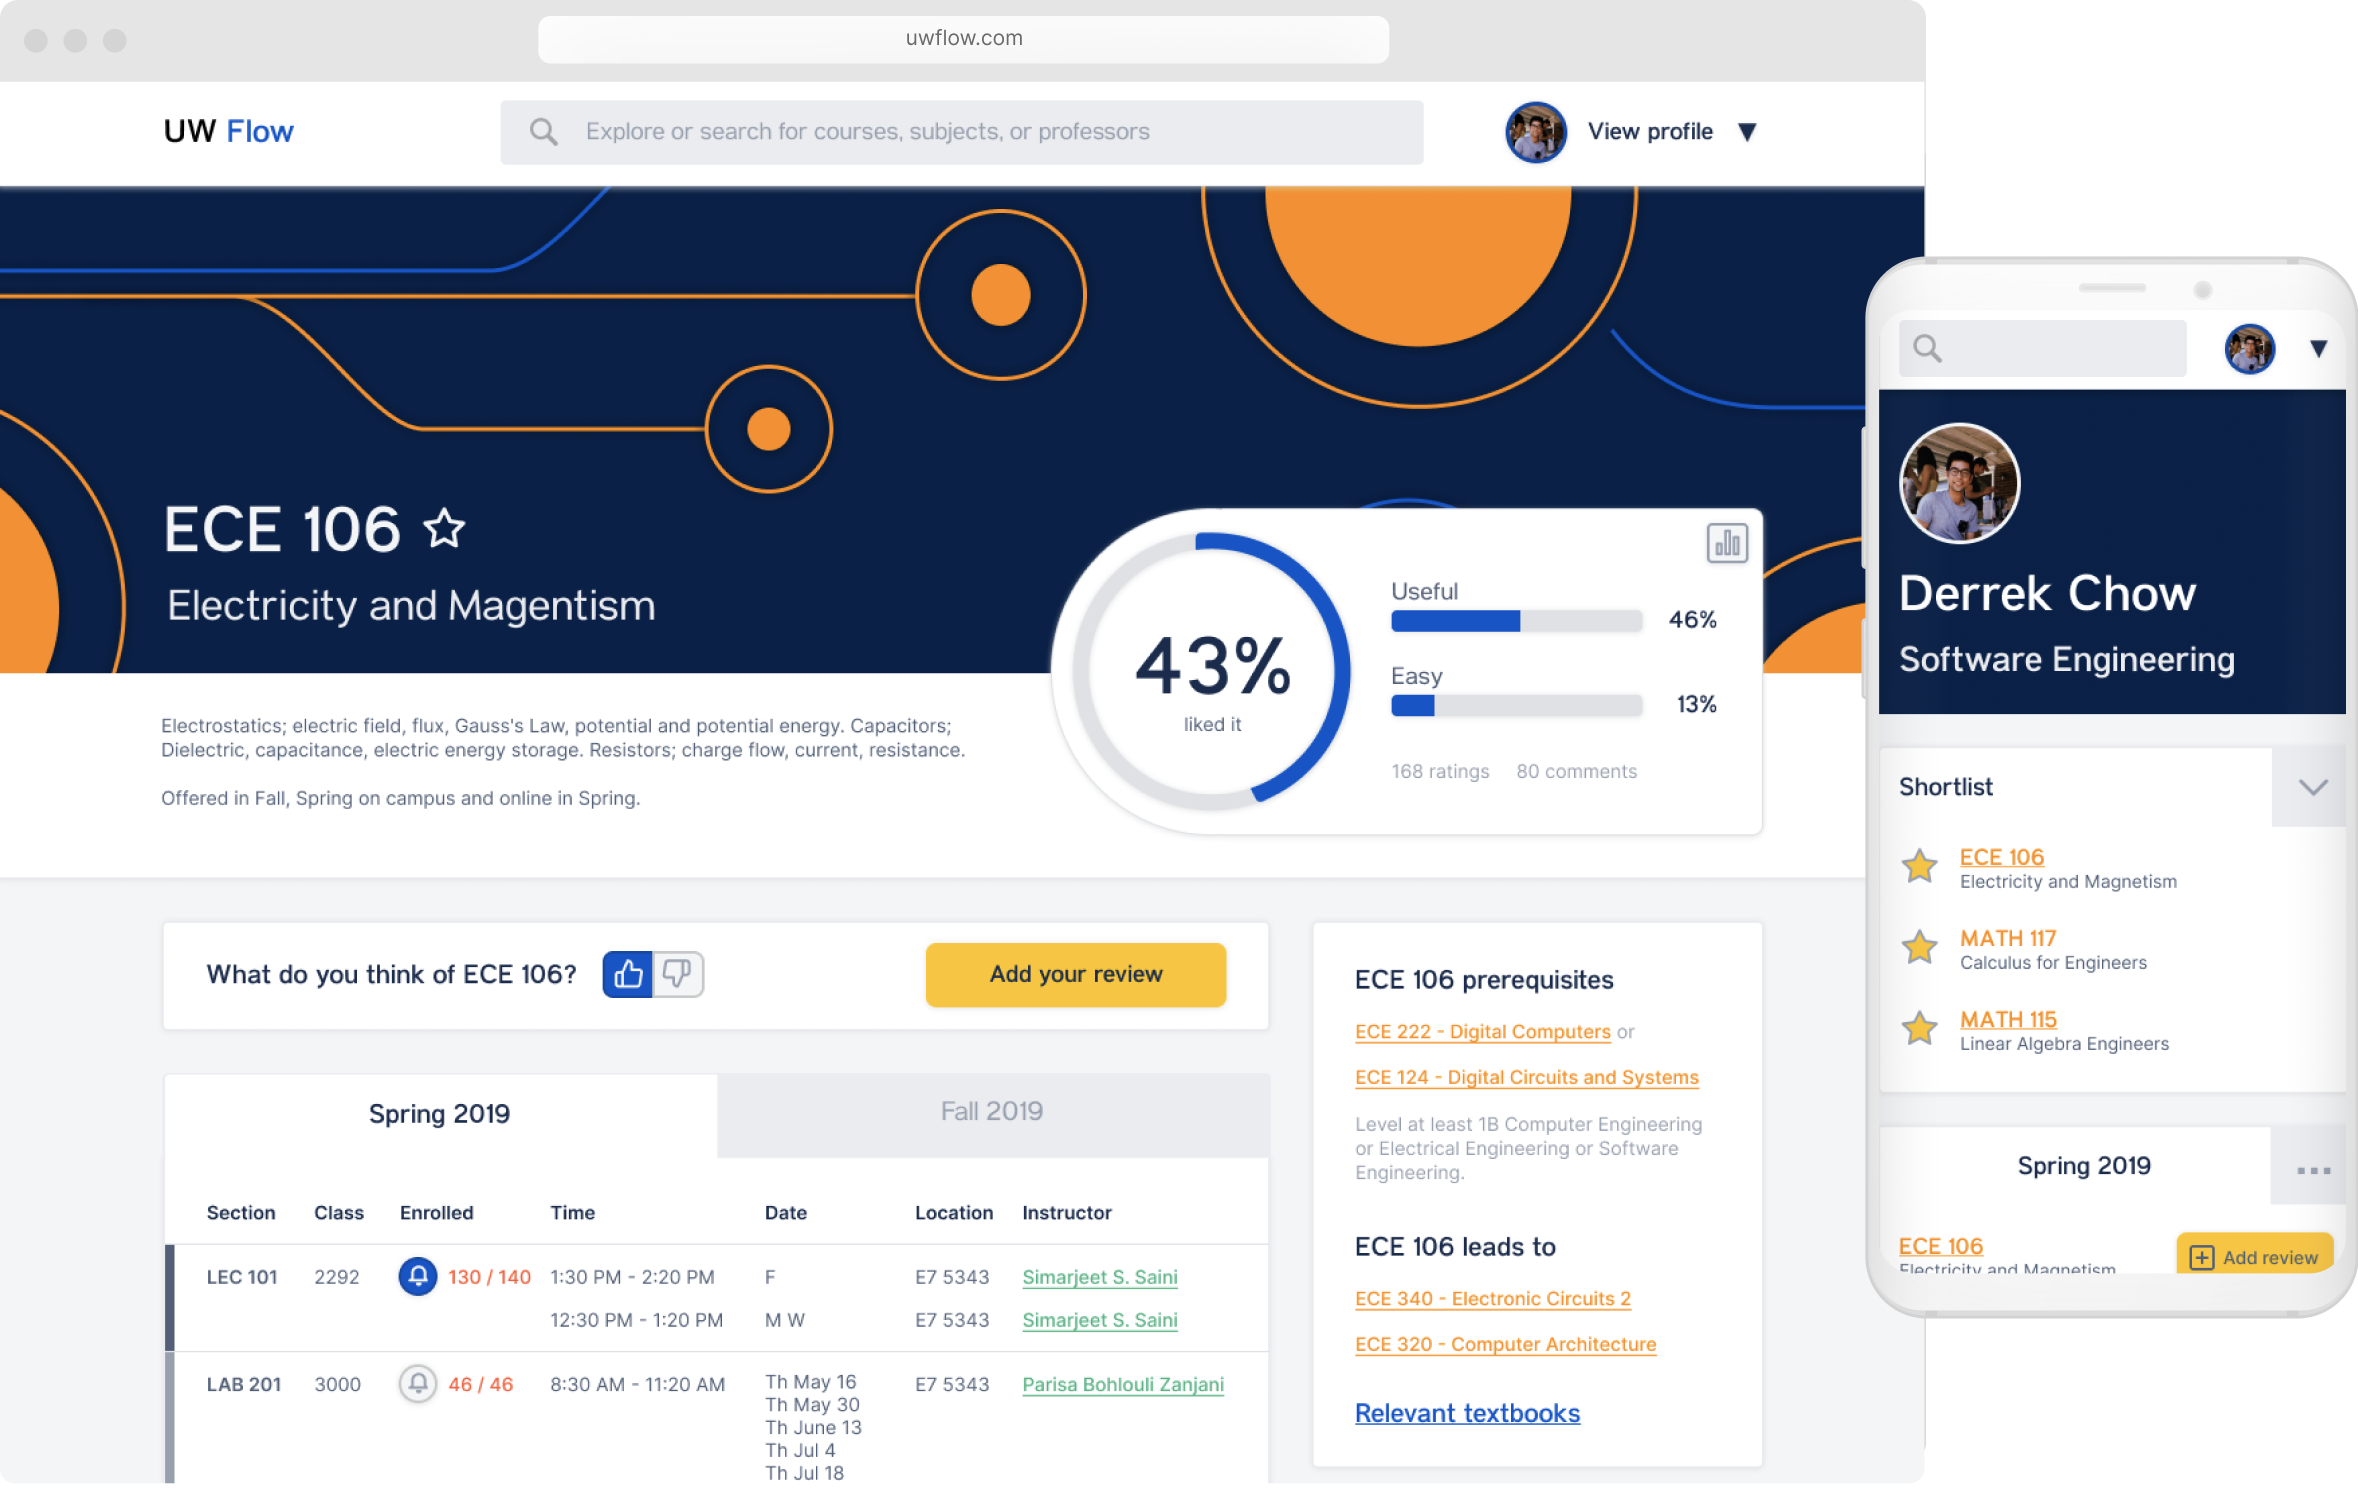 uwflow.com
UW Flow
Explore or search for courses, subjects, or professors
View profile
ECE 106
Electricity and Magentism
43%
liked it
Useful
46%
Easy
13%
168 ratings 80 comments
Electrostatics; electric field, flux, Gauss's Law, potential and potential energy. Capacitors;
Dielectric, capacitance, electric energy storage. Resistors; charge flow, current, resistance.
Offered in Fall, Spring on campus and online in Spring.
What do you think of ECE 106?
Add your review
Spring 2019
Fall 2019
Section Class Enrolled Time Date Location Instructor
LEC 101 2292 130 / 140 1:30 PM - 2:20 PM F E7 5343 Simarjeet S. Saini
12:30 PM - 1:20 PM M W E7 5343 Simarjeet S. Saini
LAB 201 3000 46 / 46 8:30 AM - 11:20 AM Th May 16 E7 5343 Parisa Bohlouli Zanjani
Th May 30
Th June 13
Th Jul 4
Th Jul 18
ECE 106 prerequisites
ECE 222 - Digital Computers or
ECE 124 - Digital Circuits and Systems
Level at least 1B Computer Engineering
or Electrical Engineering or Software
Engineering.
ECE 106 leads to
ECE 340 - Electronic Circuits 2
ECE 320 - Computer Architecture
Relevant textbooks
Derrek Chow
Software Engineering
Shortlist
ECE 106
Electricity and Magnetism
MATH 117
Calculus for Engineers
MATH 115
Linear Algebra Engineers
Spring 2019
ECE 106
Electricity and Magnetism
Add review